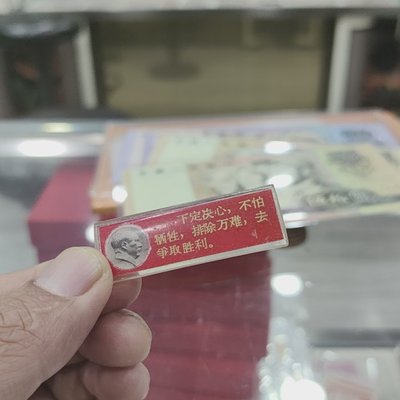 下定决心，不怕
牺牲，排除万难，去
争取胜利。